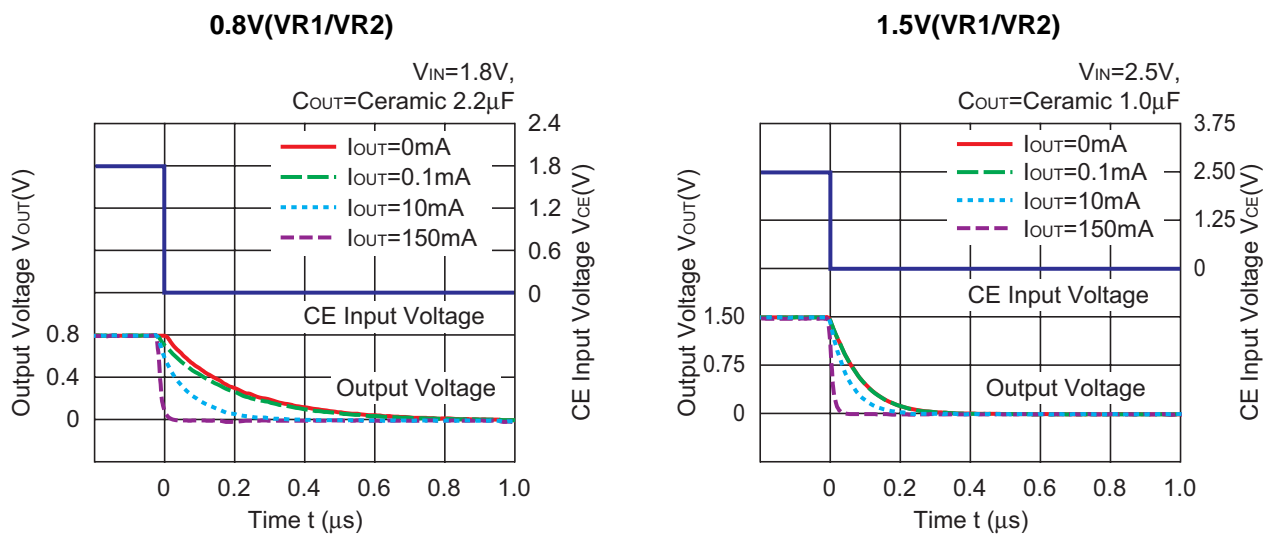 0.8V(VR1/VR2)
VIN=1.8V,
COUT=Ceramic 2.2μF
Output Voltage VOUT(V)
0.8
0.4
0
IOUT=0mA
IOUT=0.1mA
IOUT=10mA
IOUT=150mA
CE Input Voltage
Output Voltage
2.4
1.8
1.2
0.6
0
CE Input Voltage VCE(V)
0 0.2 0.4 0.6 0.8 1.0
Time t (μs)
1.5V(VR1/VR2)
VIN=2.5V,
COUT=Ceramic 1.0μF
Output Voltage VOUT(V)
1.50
0.75
0
IOUT=0mA
IOUT=0.1mA
IOUT=10mA
IOUT=150mA
CE Input Voltage
Output Voltage
3.75
2.50
1.25
0
CE Input Voltage VCE(V)
0 0.2 0.4 0.6 0.8 1.0
Time t (μs)